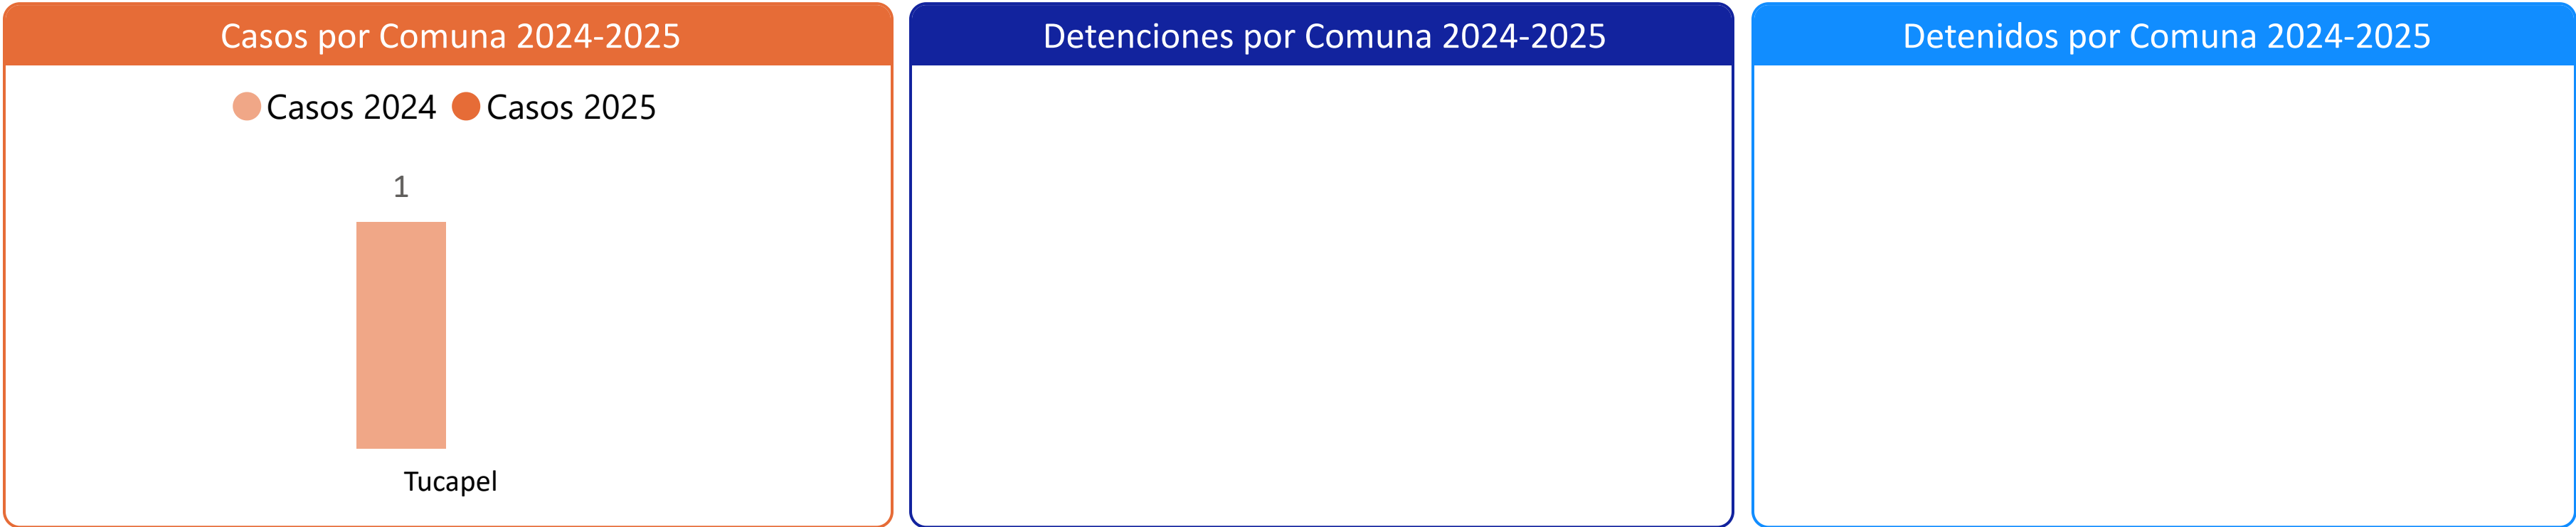 Casos por Comuna 2024-2025
Casos 2024 Casos 2025
1
Tucapel
Detenciones por Comuna 2024-2025
Detenidos por Comuna 2024-2025